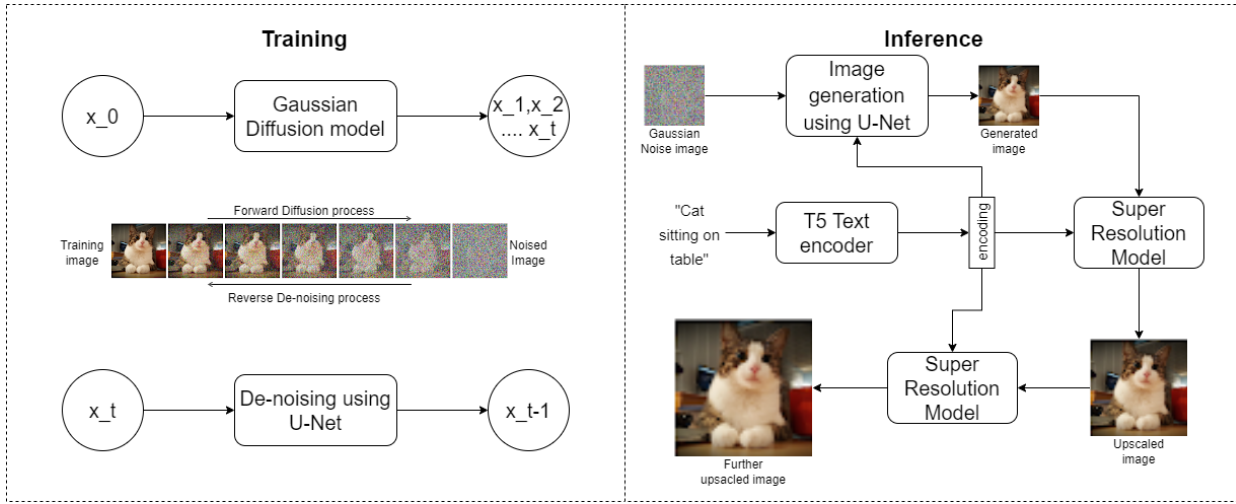 Training
x_0
Gaussian
Diffusion model
x_1,x_2
.... x_t
Forward Diffusion process
Training
image
Noised
Image
Reverse De-noising process
x_t
De-noising using
U-Net
x_t-1
Inference
Gaussian
Noise image
Image
generation
using U-Net
Generated
image
"Cat
sitting on
table"
T5 Text
encoder
encoding
Super
Resolution
Model
Upscaled
image
Super
Resolution
Model
Further
upsacled image